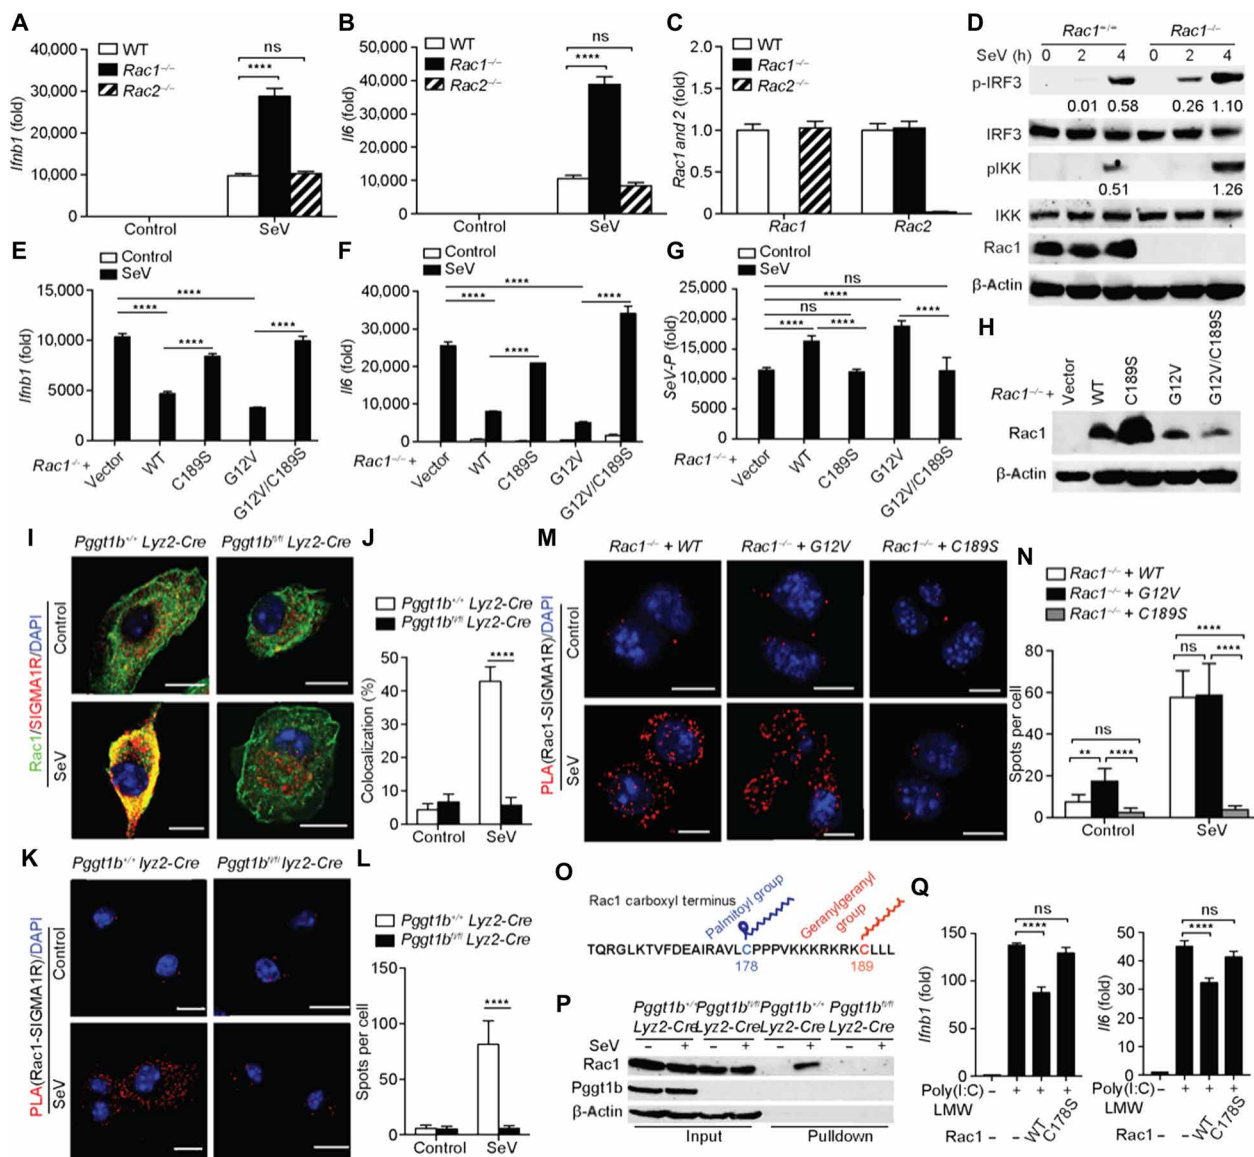 A
40,000
30,000
20,000
10,000
0
Ifnb1 (fold)
WT
Rac1–/–
Rac2–/–
ns
****
Control
SeV
B
50,000
40,000
30,000
20,000
10,000
0
Il6 (fold)
WT
Rac1–/–
Rac2–/–
ns
****
Control
SeV
C
2.0
1.5
1.0
0.5
0
Rac1 and 2 (fold)
WT
Rac1–/–
Rac2–/–
Rac1
Rac2
D
Rac1+/+ Rac1–/–
SeV (h) 0 2 4 0 2 4
p-IRF3
0.01 0.58 0.26 1.10
IRF3
pIKK
0.51 1.26
IKK
Rac1
β-Actin
E
Control
SeV
15,000
10,000
5000
0
Ifnb1 (fold)
****
****
****
****
Rac1-/- +
Vector
WT
C189S
G12V
G12V/C189S
F
Control
SeV
40,000
30,000
20,000
10,000
0
Il6 (fold)
****
****
****
****
Rac1-/- +
Vector
WT
C189S
G12V
G12V/C189S
G
Control
SeV
25,000
20,000
15,000
10,000
5000
0
SeV-P (fold)
ns
****
ns
**** **** ****
Rac1-/- +
Vector
WT
C189S
G12V
G12V/C189S
H
Rac1–/– +
Vector
WT
C189S
G12V
G12V/C189S
Rac1
β-Actin
I
Pggt1b+/+ Lyz2-Cre Pggt1bfl/fl Lyz2-Cre
Rac1/SIGMA1R/DAPI
Control
SeV
J
Pggt1b+/+ Lyz2-Cre
Pggt1bfl/fl Lyz2-Cre
50
40
30
20
10
0
Colocalization (%)
****
Control
SeV
M
Rac1–/– + WT Rac1–/– + G12V Rac1–/– + C189S
PLA(Rac1-SIGMA1R)/DAPI
Control
SeV
N
Rac1–/– + WT
Rac1–/– + G12V
Rac1–/– + C189S
80
60
40
20
0
Spots per cell
ns
** ****
****
ns ****
Control
SeV
K
Pggt1b+/+ lyz2-Cre Pggt1bfl/fl lyz2-Cre
PLA(Rac1-SIGMA1R)/DAPI
Control
SeV
L
Pggt1b+/+ Lyz2-Cre
Pggt1bfl/fl Lyz2-Cre
150
100
50
0
Spots per cell
****
Control
SeV
O
Rac1 carboxyl terminus
Palmitoyl group
Geranylgeranyl
group
TQRGLKTVFDEAIRAVLCPPPVKKKRKRKCLLL
178 189
P
Pggt1b+/+ Pggt1bfl/fl Pggt1b+/+ Pggt1bfl/fl
Lyz2-Cre Lyz2-Cre Lyz2-Cre Lyz2-Cre
SeV – + – + – + – +
Rac1
Pggt1b
β-Actin
Input Pulldown
Q
150
100
50
0
Ifnb1 (fold)
ns
****
Poly(I:C) – + + +
LMW
Rac1 – – WT C178S
50
40
30
20
10
0
Il6 (fold)
ns
****
Poly(I:C) – + + +
LMW
Rac1 – – WT C178S